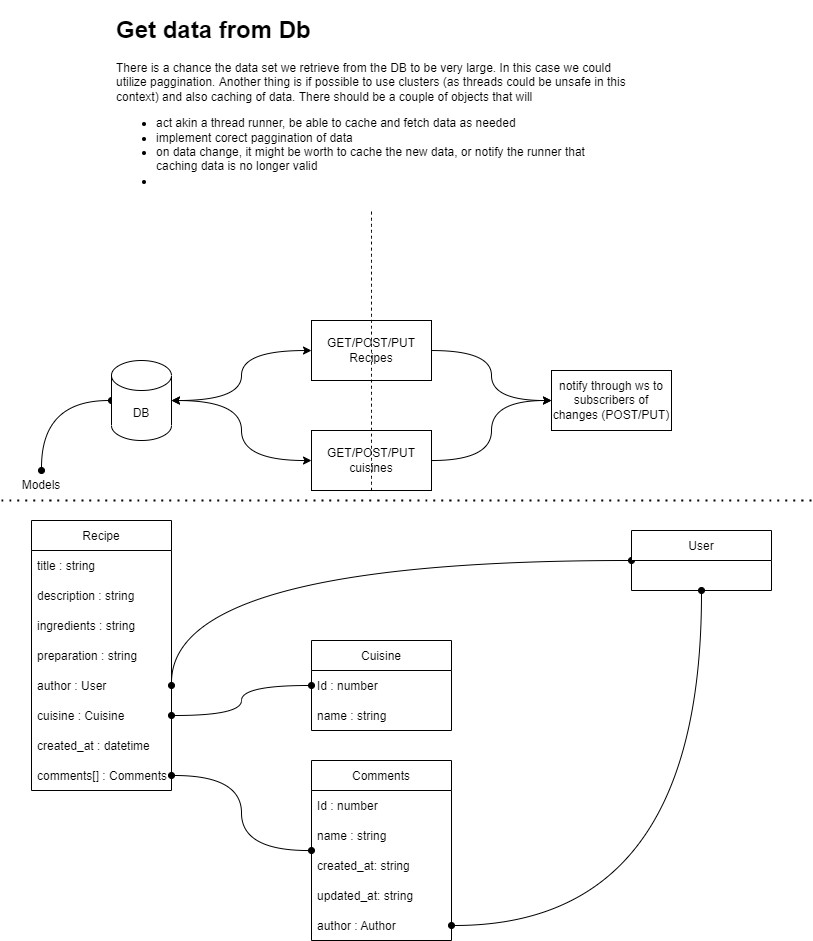 Get data from Db
There is a chance the data set we retrieve from the DB to be very large. In this case we could
utilize paggination. Another thing is if possible to use clusters (as threads could be unsafe in this
context) and also caching of data. There should be a couple of objects that will
• act akin a thread runner, be able to cache and fetch data as needed
• implement corect paggination of data
• on data change, it might be worth to cache the new data, or notify the runner that
caching data is no longer valid
•
GET/POST/PUT
Recipes
DB
notify through ws to
subscribers of
changes (POST/PUT)
GET/POST/PUT
cuisines
Models
Recipe
title : string
description : string
ingredients : string
preparation : string
author : User
cuisine : Cuisine
created_at : datetime
comments[] : Comments
User
Cuisine
Id : number
name : string
Comments
Id : number
name : string
created_at: string
updated_at: string
author : Author